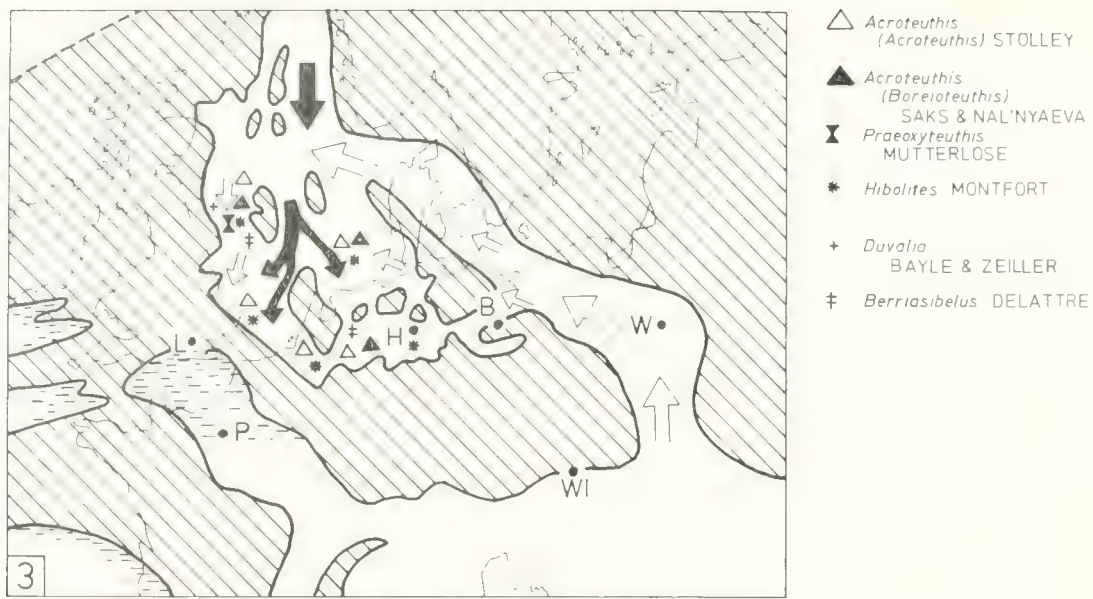 Acroteuthis
(Acroteuthis) STOLLEY
Acroteuthis
(Boreioteuthis)
SAKS & NAL'NYAEVA
Praeoxyteuthis
MUTTERLOSE
Hibolites MONTFORT
Duvalia
BAYLE & ZEILLER
Berriasibelus DELATTRE
B
W
H
L
P
WI
3